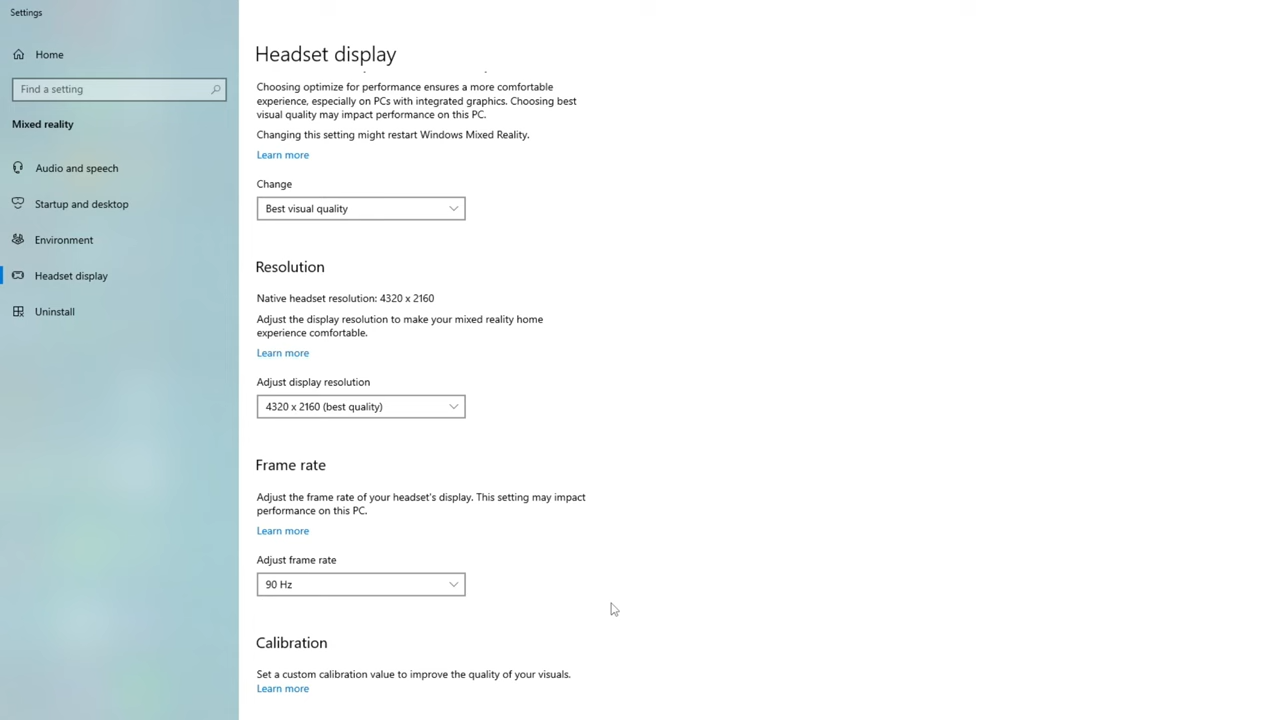 Settings
Home
Find a setting
Mixed reality
Audio and speech
Startup and desktop
Environment
Headset display
Uninstall
Headset display
Choosing optimize for performance ensures a more comfortable
experience, especially on PCs with integrated graphics. Choosing best
visual quality may impact performance on this PC.
Changing this setting might restart Windows Mixed Reality.
Learn more
Change
Best visual quality
Resolution
Native headset resolution: 4320 x 2160
Adjust the display resolution to make your mixed reality home
experience comfortable.
Learn more
Adjust display resolution
4320 x 2160 (best quality)
Frame rate
Adjust the frame rate of your headset's display. This setting may impact
performance on this PC.
Learn more
Adjust frame rate
90 Hz
Calibration
Set a custom calibration value to improve the quality of your visuals.
Learn more